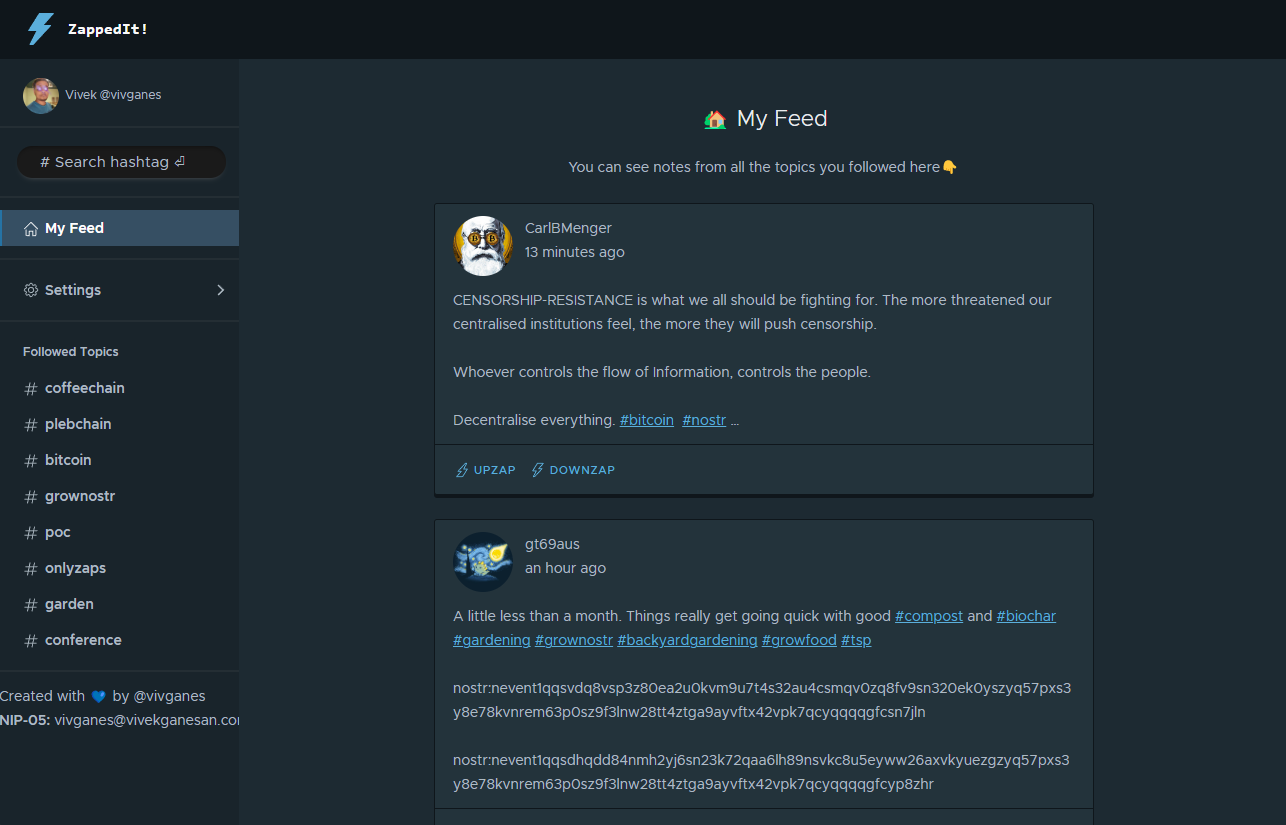 ZappedIt!
Vivek @vivganes
# Search hashtag ⏎
My Feed
Settings
Followed Topics
# coffeechain
# plebchain
# bitcoin
# grownostr
# poc
# onlyzaps
# garden
# conference
Created with 💙 by @vivganes
NIP-05: vivganes@vivekganesan.co
🏡 My Feed
You can see notes from all the topics you followed here👇
CarlBMenger
13 minutes ago
CENSORSHIP-RESISTANCE is what we all should be fighting for. The more threatened our
centralised institutions feel, the more they will push censorship.
Whoever controls the flow of Information, controls the people.
Decentralise everything. #bitcoin #nostr ...
UPZAP DOWNZAP
gt69aus
an hour ago
A little less than a month. Things really get going quick with good #compost and #biochar
#gardening #grownostr #backyardgardening #growfood #tsp
nostr:nevent1qqsvdq8vsp3z80ea2u0kvm9u7t4s32au4csmqv0zq8fv9sn320ek0yszyq57pxs3
y8e78kvnrem63p0sz9f3lnw28tt4ztga9ayvftx42vpk7qcyqqqqgfcsn7jln
nostr:nevent1qqsdhqdd84nmh2yj6sn23k72qaa6lh89nsvkc8u5eyww26axvkyuezgzyq57pxs3
y8e78kvnrem63p0sz9f3lnw28tt4ztga9ayvftx42vpk7qcyqqqqgfcyp8zhr